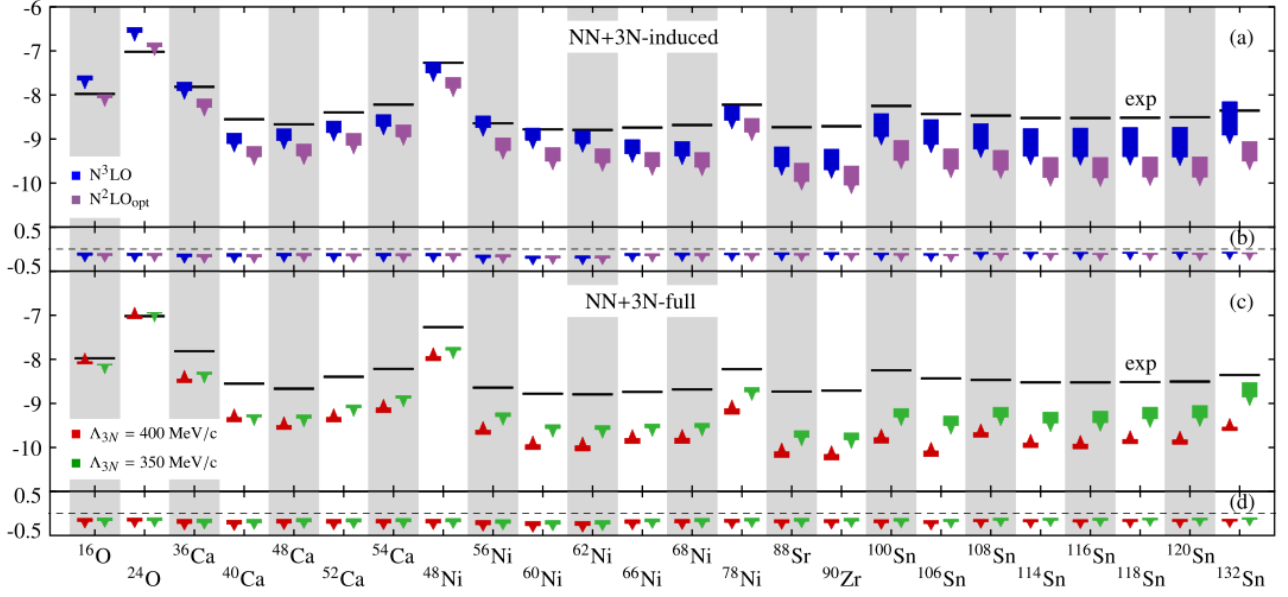 -6
NN+3N-induced
(a)
-7
-8
exp
-9
N³LO
-10
N²LOopt
0.5
(b)
-0.5
NN+3N-full
(c)
-7
-8
exp
-9
Λ3N = 400 MeV/c
-10
Λ3N = 350 MeV/c
0.5
(d)
-0.5
¹⁶O ³⁶Ca ⁴⁸Ca ⁵⁴Ca ⁵⁶Ni ⁶²Ni ⁶⁸Ni ⁸⁸Sr ¹⁰⁰Sn ¹⁰⁸Sn ¹¹⁶Sn ¹²⁰Sn
²⁴O ⁴⁰Ca ⁵²Ca ⁴⁸Ni ⁶⁰Ni ⁶⁶Ni ⁷⁸Ni ⁹⁰Zr ¹⁰⁶Sn ¹¹⁴Sn ¹¹⁸Sn ¹³²Sn